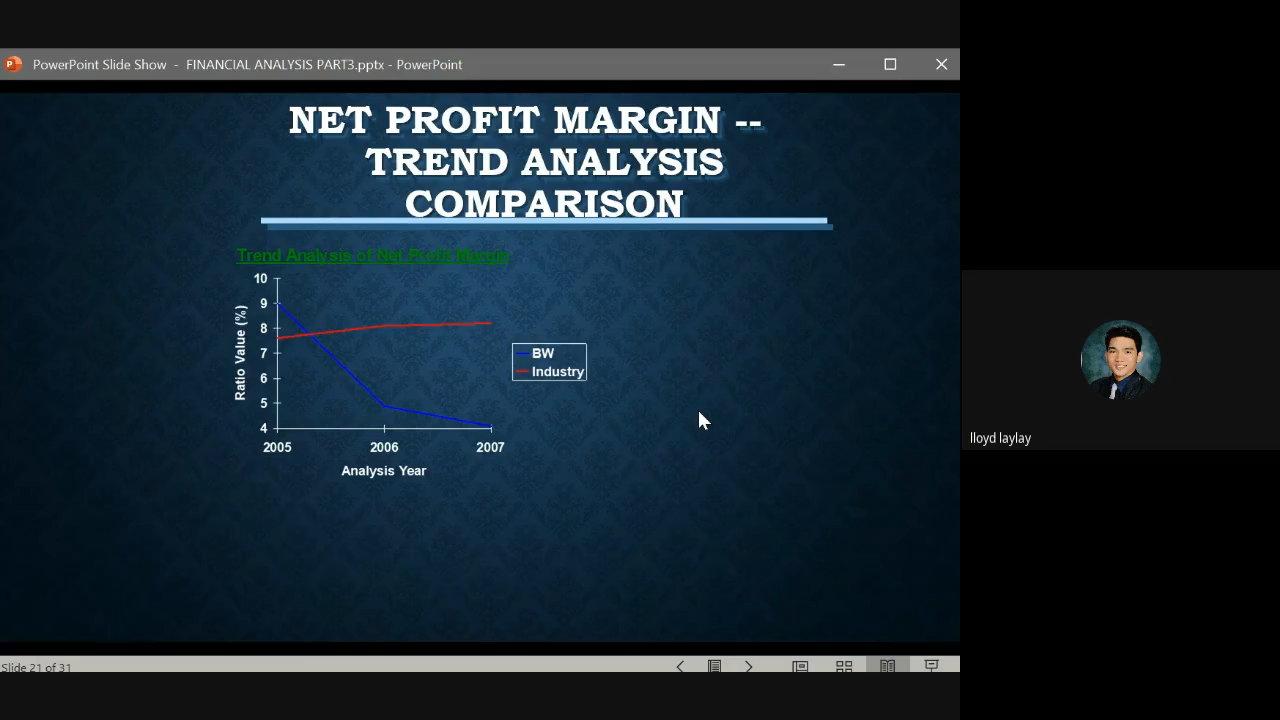 PowerPoint Slide Show - FINANCIAL ANALYSIS PART3.pptx - PowerPoint
NET PROFIT MARGIN --
TREND ANALYSIS
COMPARISON
Trend Analysis of Net Profit Margin
10
9
8
7
6
5
4
Ratio Value (%)
BW
Industry
2005 2006 2007
Analysis Year
lloyd laylay
Slide 21 of 31